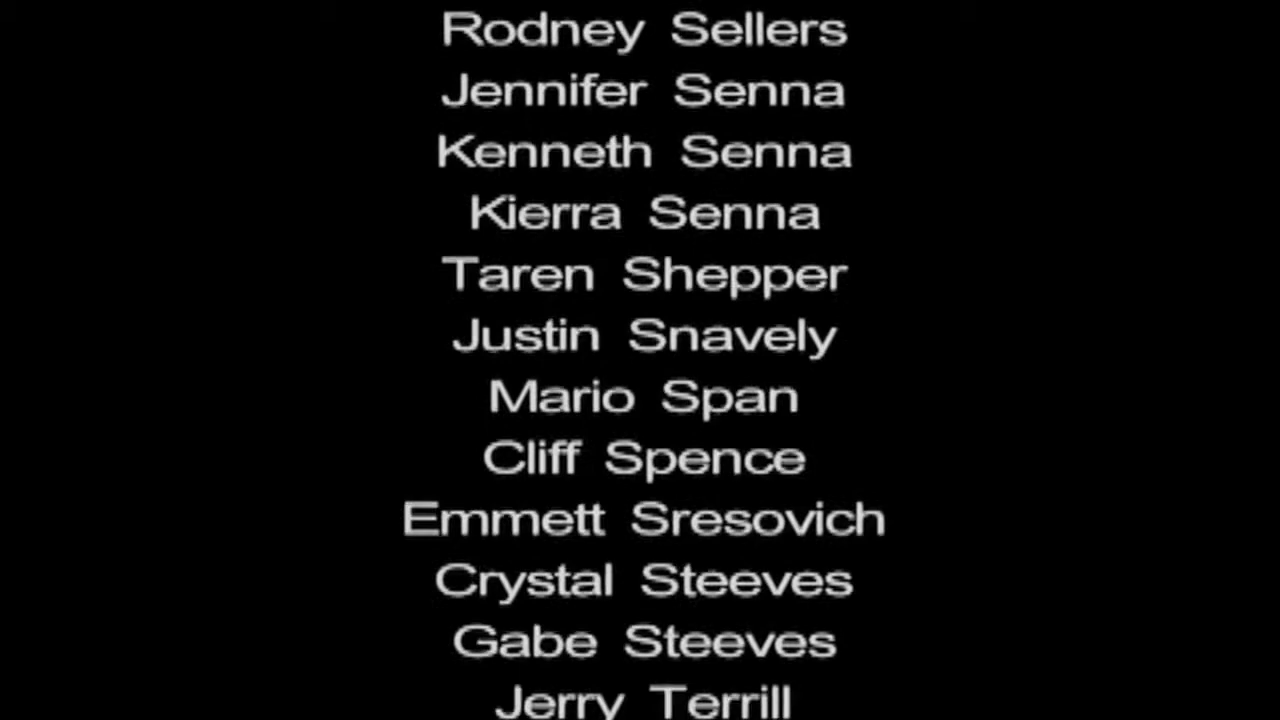 Rodney Sellers
Jennifer Senna
Kenneth Senna
Kierra Senna
Taren Shepper
Justin Snavely
Mario Span
Cliff Spence
Emmett Sresovich
Crystal Steeves
Gabe Steeves
Jerry Terrill